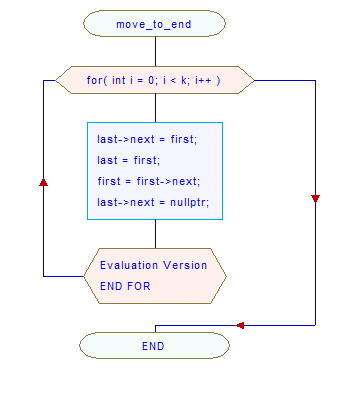 move_to_end
for( int i = 0; i < k; i++ )
last->next = first;
last = first;
first = first->next;
last->next = nullptr;
Evaluation Version
END FOR
END